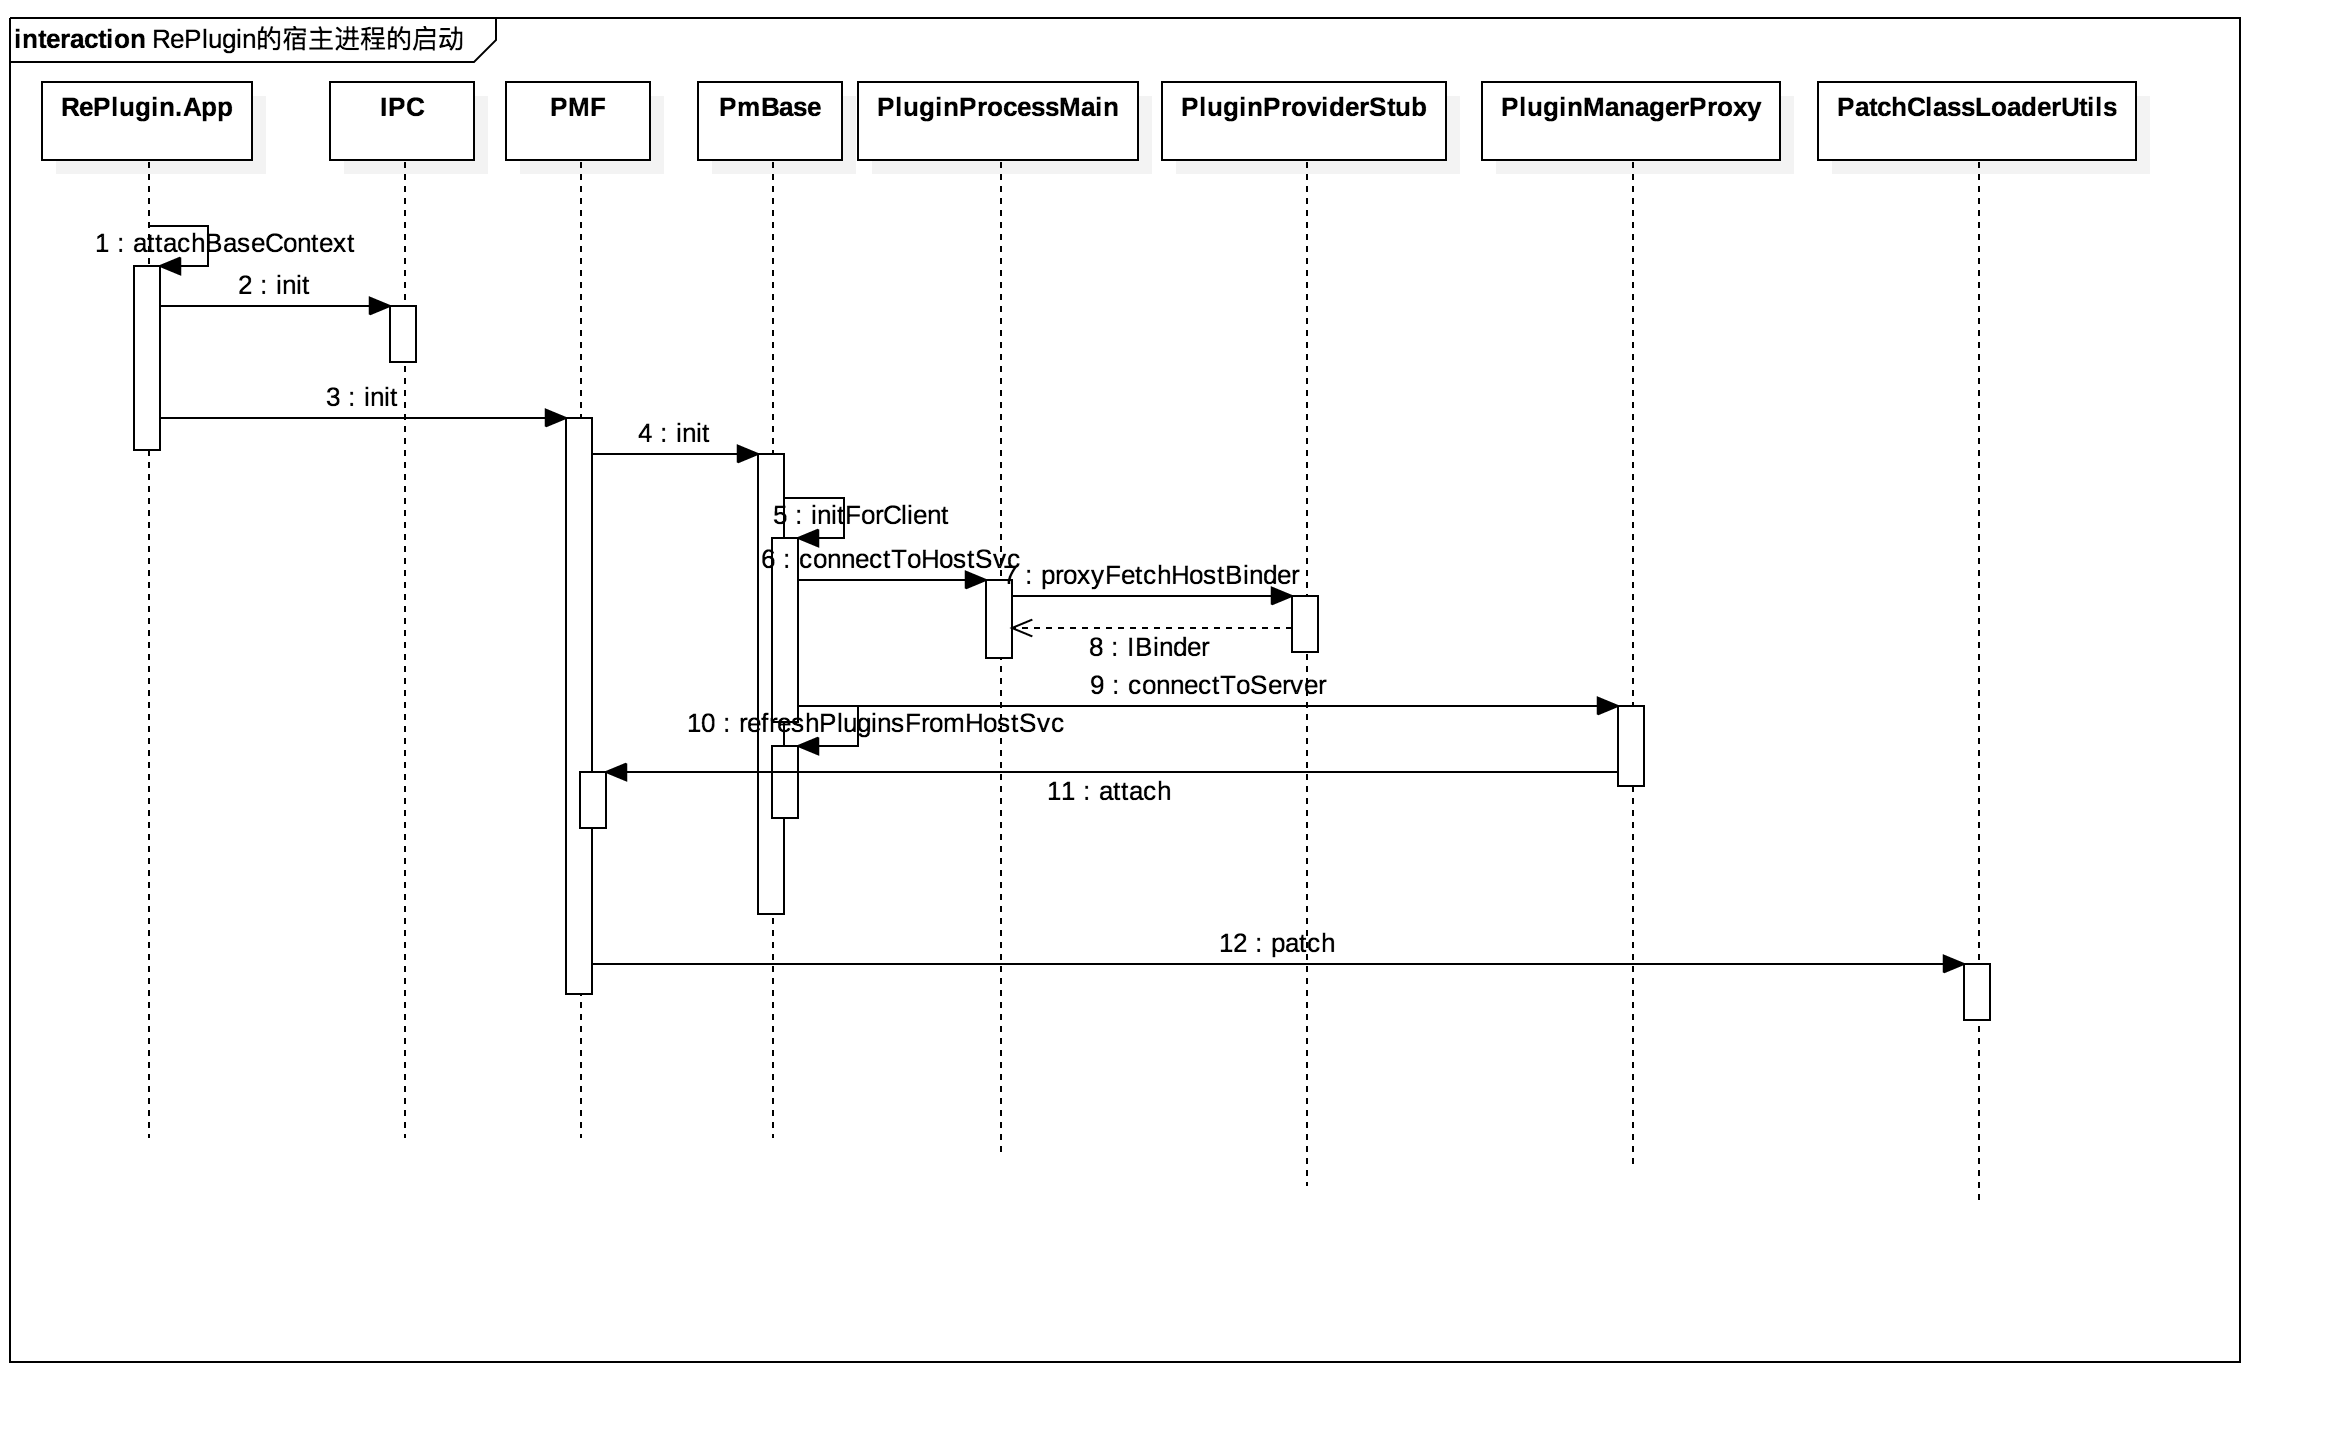 interaction RePlugin的宿主进程的启动
RePlugin.App
IPC
PMF
PmBase
PluginProcessMain
PluginProviderStub
PluginManagerProxy
PatchClassLoaderUtils
1 : attachBaseContext
2 : init
3 : init
4 : init
5 : initForClient
6 : connectToHostSvc
7 : proxyFetchHostBinder
8 : IBinder
9 : connectToServer
10 : refreshPluginsFromHostSvc
11 : attach
12 : patch